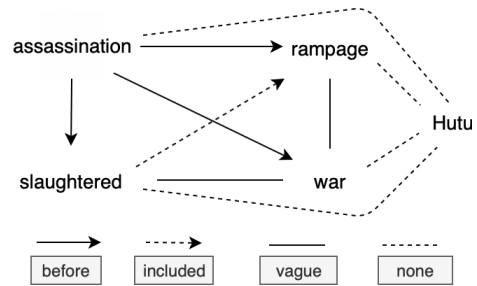 assassination
rampage
Hutu
slaughtered
war
before
included
vague
none